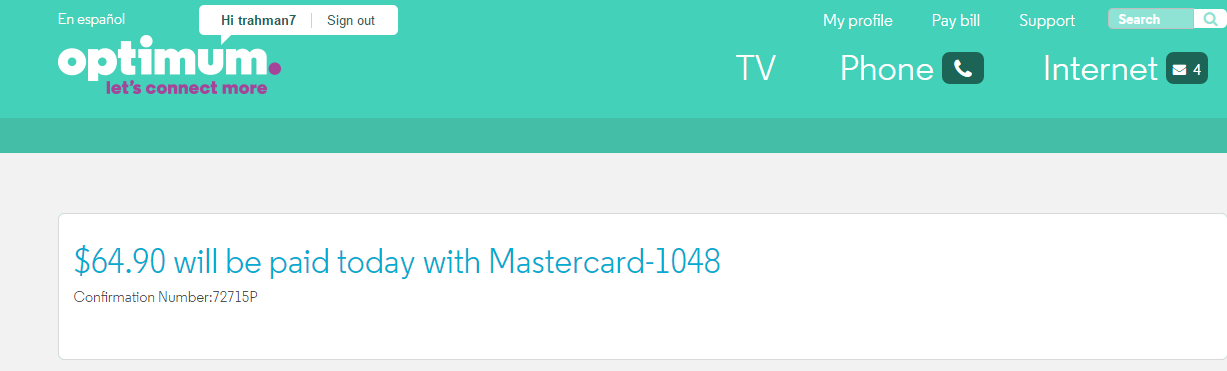 En español
Hi trahman7 Sign out
My profile Pay bill Support Search
optimum.
let's connect more
TV Phone Internet 4
$64.90 will be paid today with Mastercard-1048
Confirmation Number:72715P